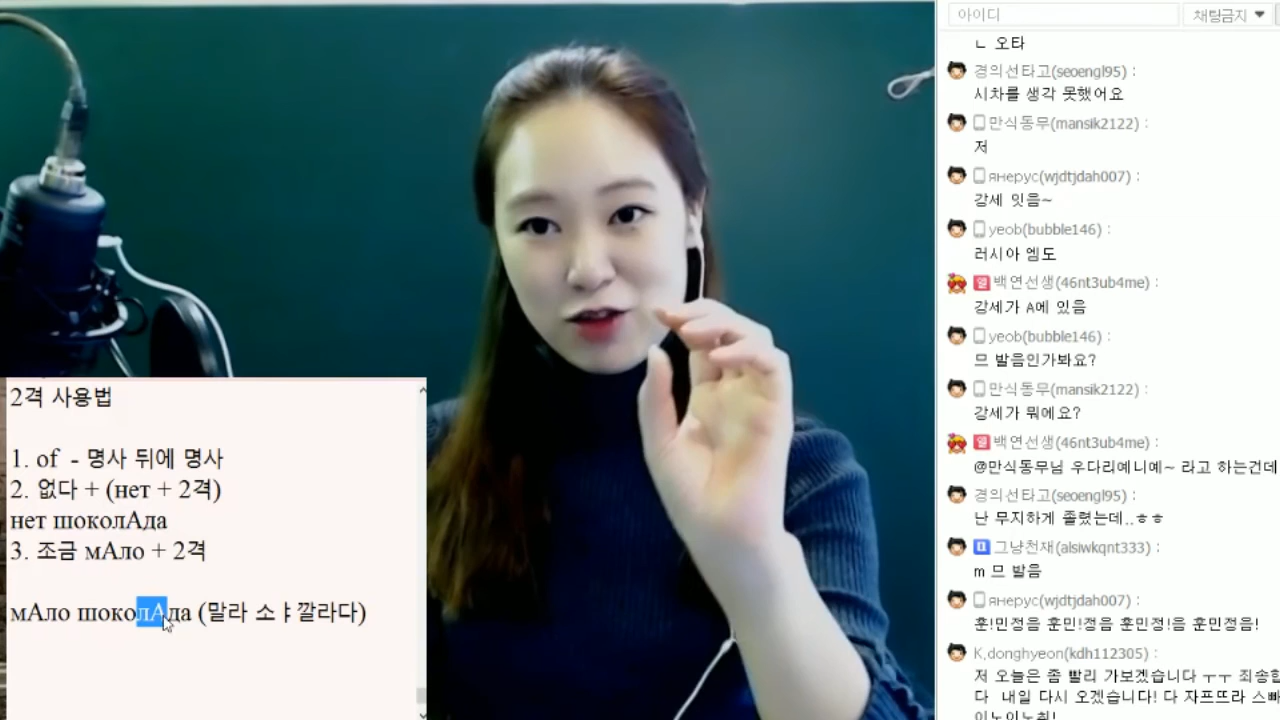 2격 사용법
1. of - 명사 뒤에 명사
2. 없다 + (нет + 2격)
нет шоколАда
3. 조금 мАло + 2격
мАло шоколАда (말라 소ㅑ깔라다)
아이디
채팅금지
ㄴ 오타
경의선타고(seoengl95) :
시차를 생각 못했어요
만식동무(mansik2122) :
저
янерус(wjdtjdah007) :
강세 잇음~
yeob(bubble146) :
러시아 엠도
열 백연선생(46nt3ub4me) :
강세가 A에 있음
yeob(bubble146) :
므 발음인가봐요?
만식동무(mansik2122) :
강세가 뭐에요?
열 백연선생(46nt3ub4me) :
@만식동무님 우다리예니예~ 라고 하는건데
경의선타고(seoengl95) :
난 무지하게 졸렸는데..ㅎㅎ
그냥천재(alsiwkqnt333) :
m 므 발음
янерус(wjdtjdah007) :
훈!민정음 훈민!정음 훈민정!음 훈민정음!
K,donghyeon(kdh112305) :
저 오늘은 좀 빨리 가보겠습니다 ㅜㅜ 죄송합
다 내일 다시 오겠습니다! 다 자프뜨라 스빠